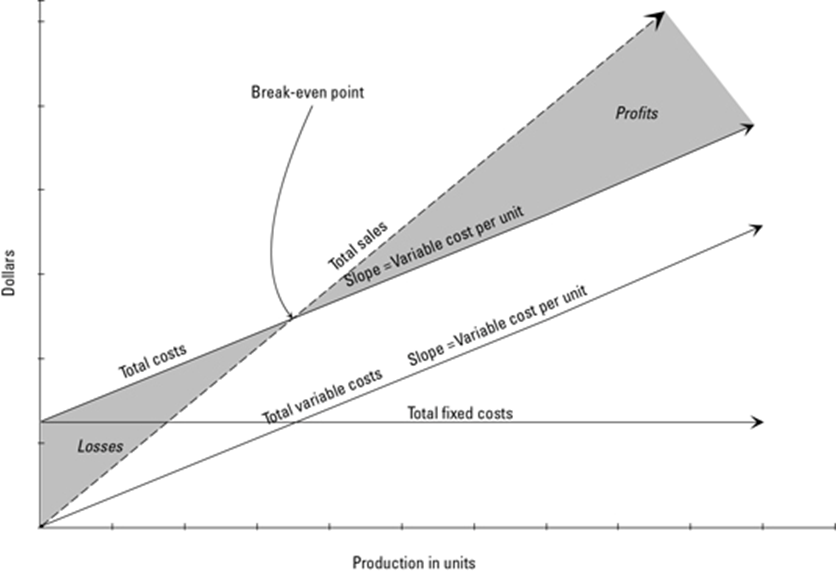 Break-even point
Profits
Total sales
Slope =Variable cost per unit
Dollars
Slope =Variable cost per unit
Total costs
Total variable costs
Total fixed costs
Losses
Production in units